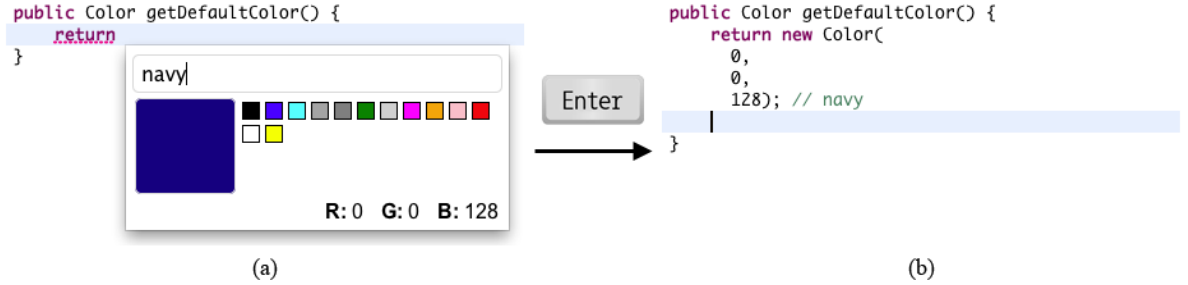 public Color getDefaultColor() {
return
}
navy
R: 0 G: 0 B: 128
(a)
Enter
public Color getDefaultColor() {
return new Color(
0,
0,
128); // navy
}
(b)